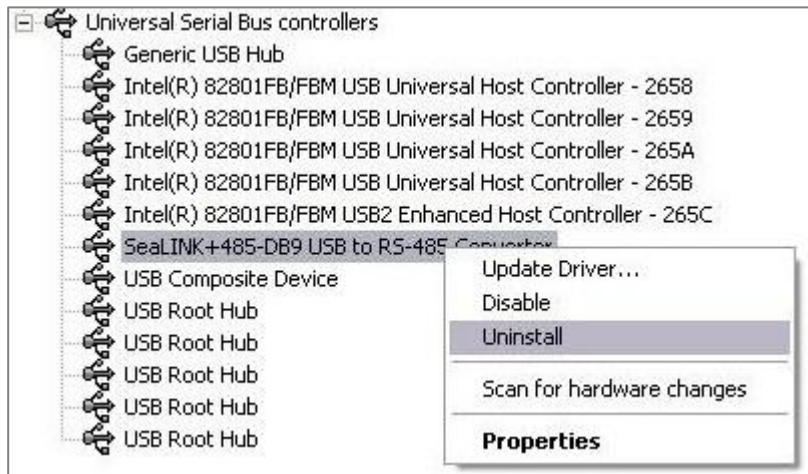 Universal Serial Bus controllers
Generic USB Hub
Intel(R) 82801FB/FBM USB Universal Host Controller - 2658
Intel(R) 82801FB/FBM USB Universal Host Controller - 2659
Intel(R) 82801FB/FBM USB Universal Host Controller - 265A
Intel(R) 82801FB/FBM USB Universal Host Controller - 265B
Intel(R) 82801FB/FBM USB2 Enhanced Host Controller - 265C
SeaLINK+485-DB9 USB to RS-485 Converter
USB Composite Device
USB Root Hub
USB Root Hub
USB Root Hub
USB Root Hub
USB Root Hub
Update Driver...
Disable
Uninstall
Scan for hardware changes
Properties